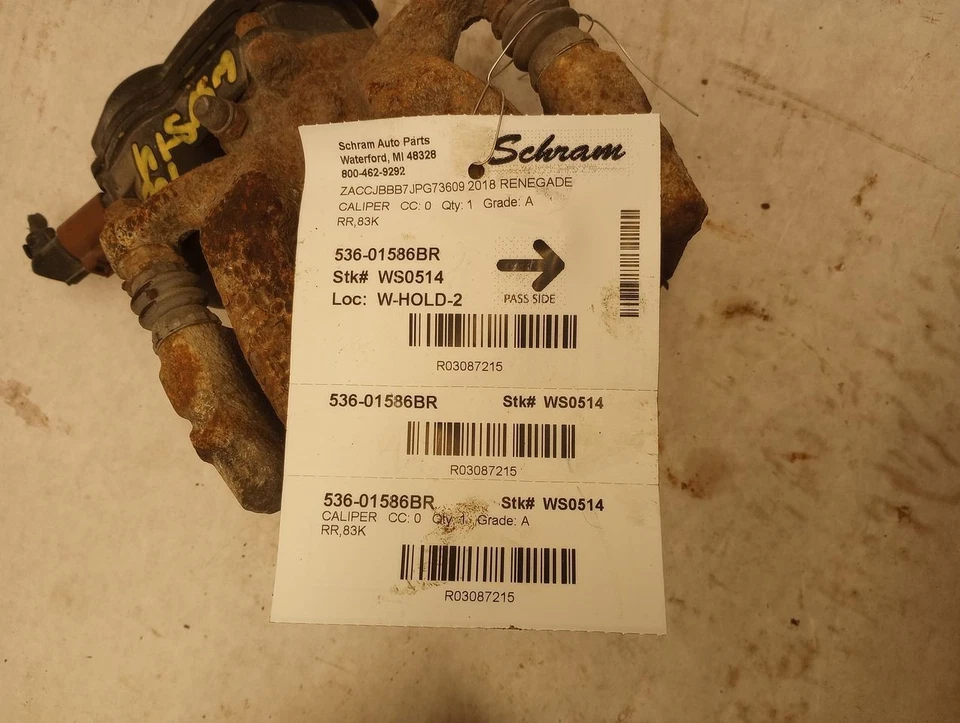 WS0514
Schram Auto Parts
Waterford, MI 48328
800-462-9292
Schram
ZACCJBBB7JPG73609 2018 RENEGADE
CALIPER CC: 0 Qty: 1 Grade: A
RR,83K
536-01586BR
Stk# WS0514
Loc: W-HOLD-2
PASS SIDE
R03087215
536-01586BR Stk# WS0514
R03087215
536-01586BR Stk# WS0514
CALIPER CC: 0 Qty: 1 Grade: A
RR,83K
R03087215